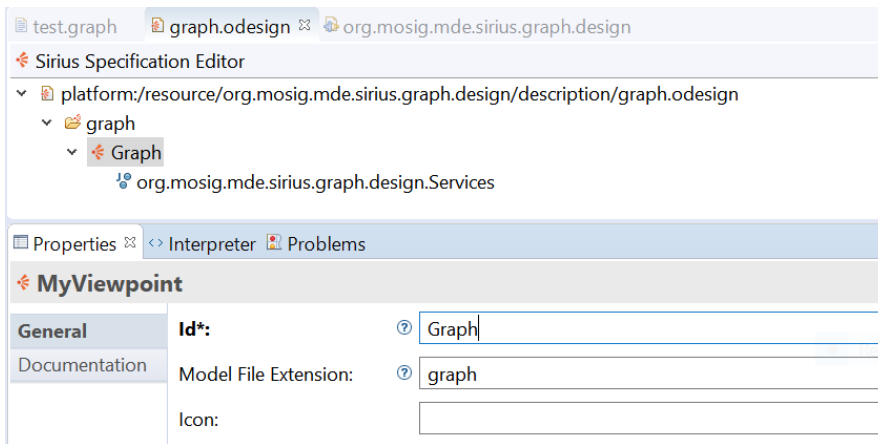 test.graph graph.odesign org.mosig.mde.sirius.graph.design
Sirius Specification Editor
platform:/resource/org.mosig.mde.sirius.graph.design/description/graph.odesign
graph
Graph
org.mosig.mde.sirius.graph.design.Services
Properties Interpreter Problems
MyViewpoint
General Id*: Graph
Documentation Model File Extension: graph
Icon: